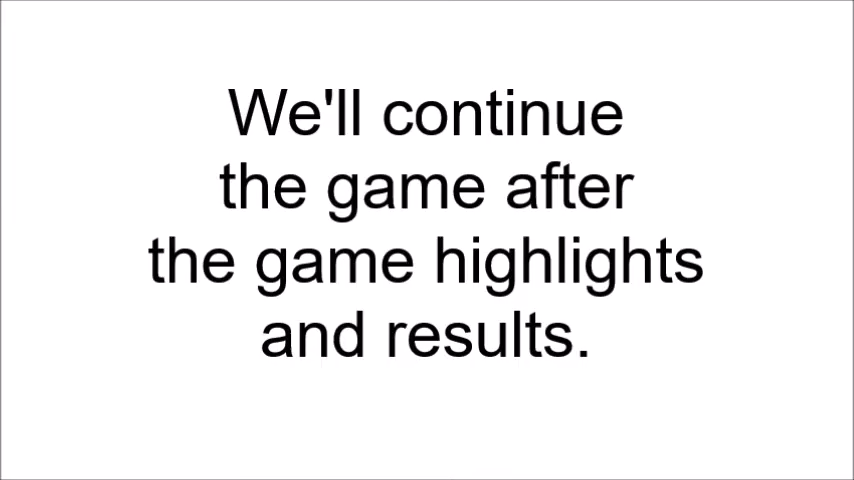 We'll continue
the game after
the game highlights
and results.